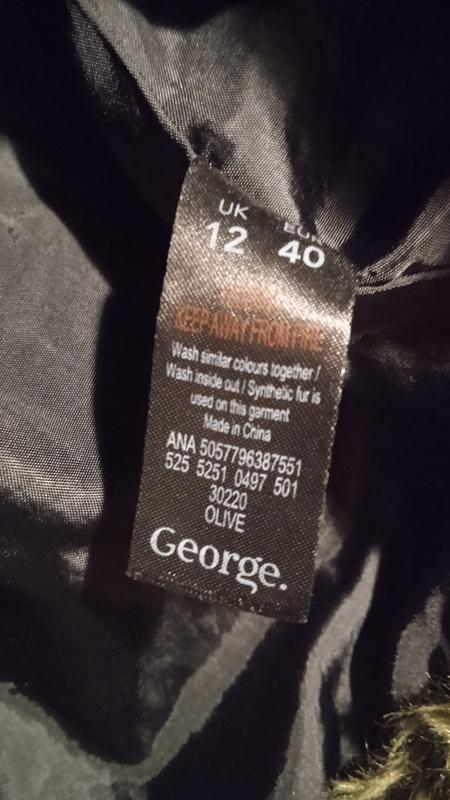 UK EUR
12 40
KEEP AWAY FROM FIRE
Wash similar colours together /
Wash inside out / Synthetic fur is
used on this garment
Made in China
ANA 5057796387551
525 5251 0497 501
30220
OLIVE
George.